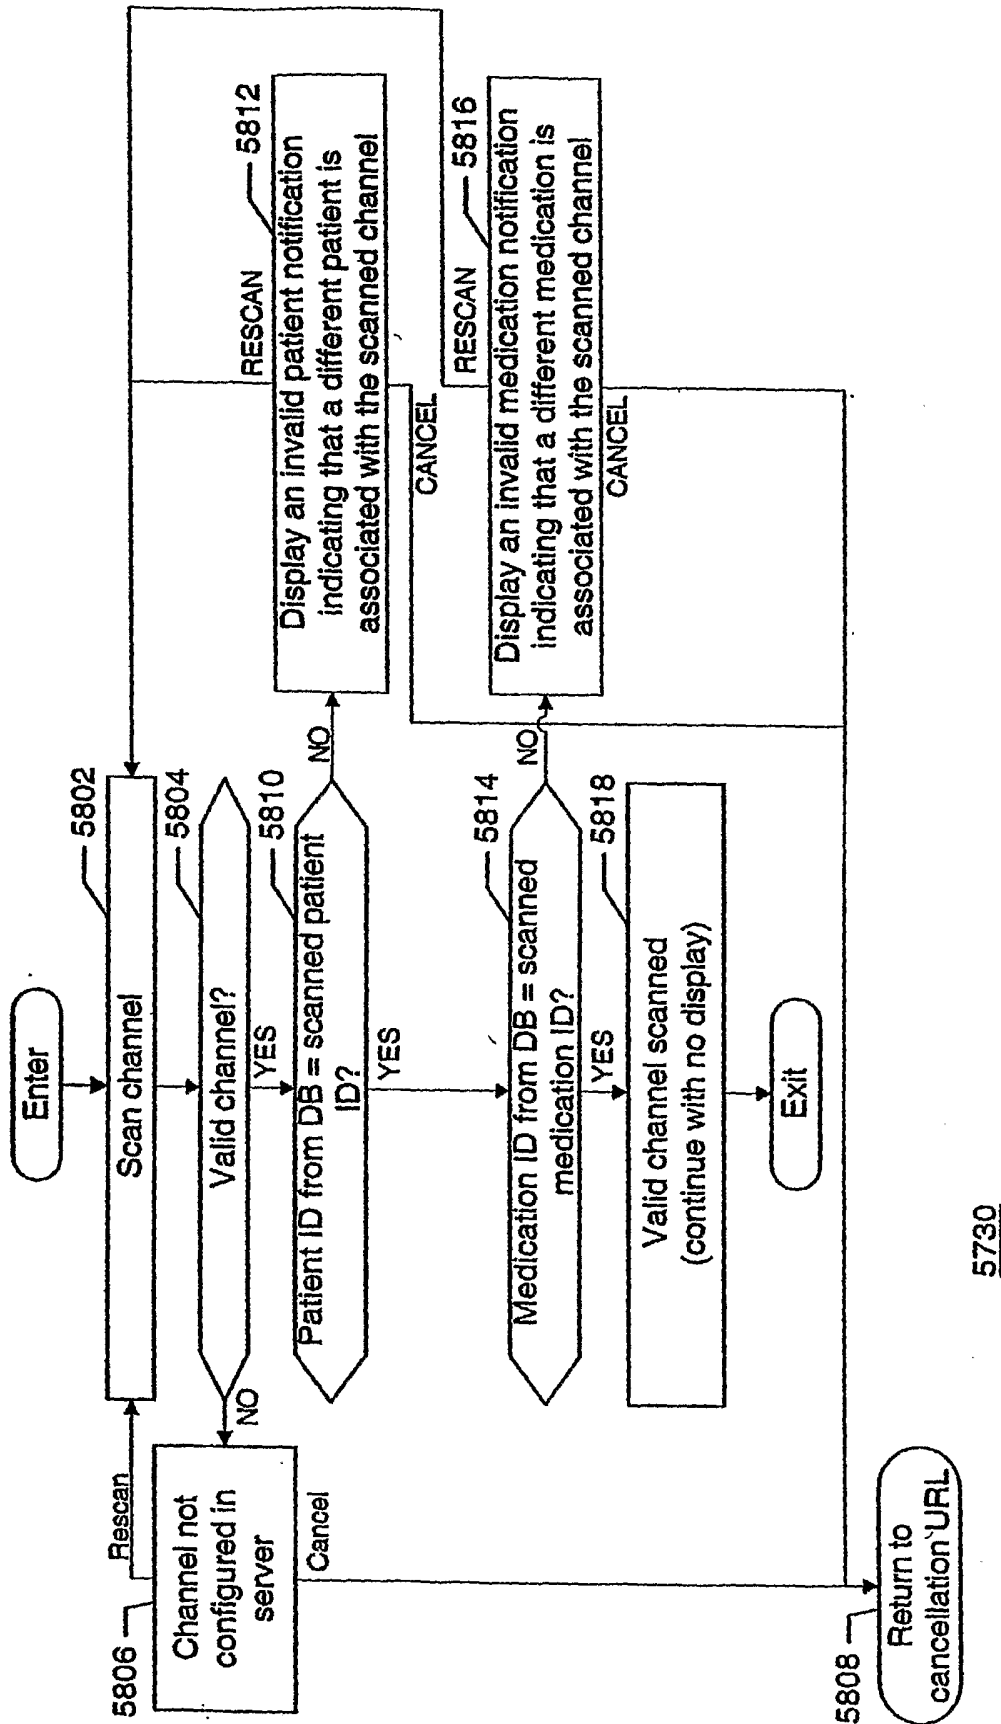 Enter
5802
Scan channel
5804
Valid channel?
YES
NO
5806
Channel not
configured in
server
Rescan
Cancel
5810
Patient ID from DB = scanned patient
ID?
YES
NO
5812
RESCAN
Display an invalid patient notification
indicating that a different patient is
associated with the scanned channel
CANCEL
5814
Medication ID from DB = scanned
medication ID?
YES
NO
5816
RESCAN
Display an invalid medication notification
indicating that a different medication is
associated with the scanned channel
CANCEL
5818
Valid channel scanned
(continue with no display)
Exit
5808
Return to
cancellation URL
5730